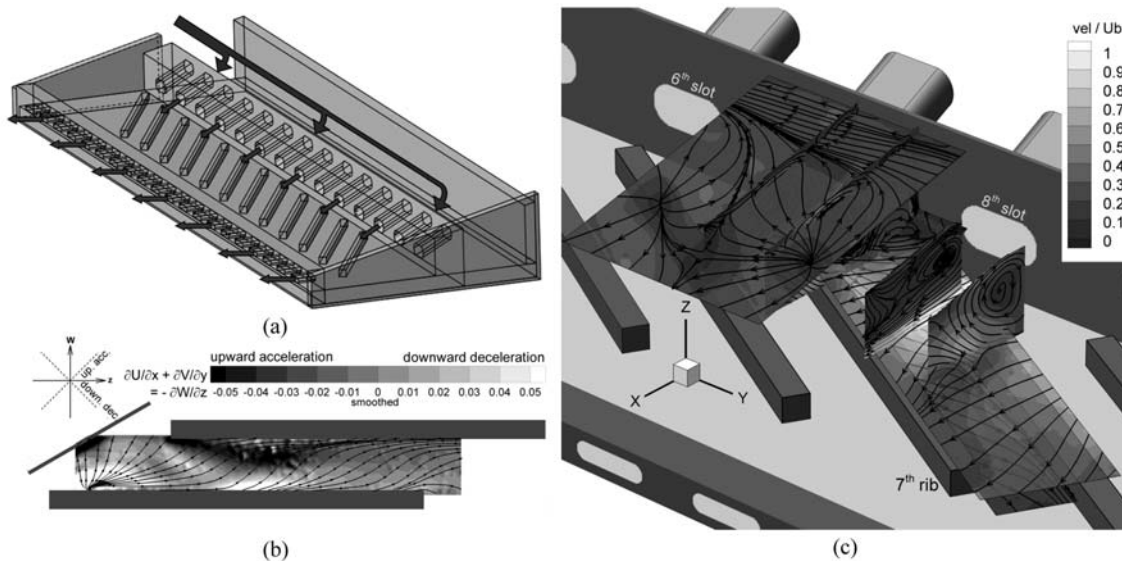 (a)
W
z
up. acc.
down. dec.
upward acceleration downward deceleration
∂U/∂x + ∂V/∂y
= - ∂W/∂z
-0.05 -0.04 -0.03 -0.02 -0.01 0 0.01 0.02 0.03 0.04 0.05
smoothed
(b)
vel / Ub
1
0.9
0.8
0.7
0.6
0.5
0.4
0.3
0.2
0.1
0
6th slot
8th slot
Z
X
Y
7th rib
(c)